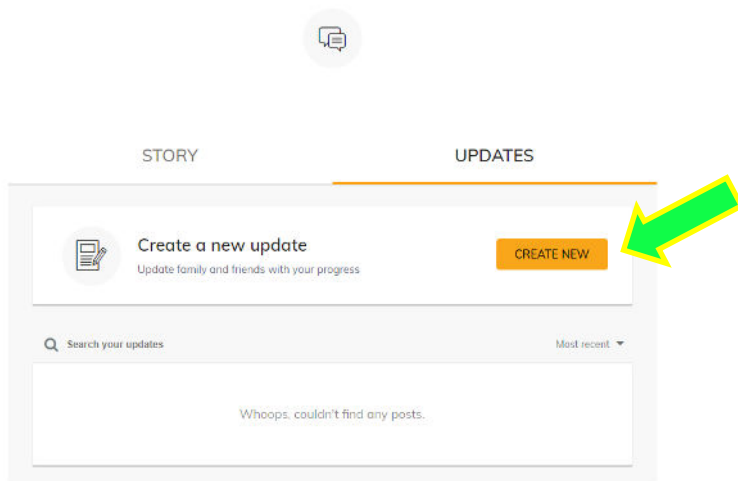 STORY UPDATES
Create a new update
Update family and friends with your progress
CREATE NEW
Search your updates Most recent
Whoops, couldn't find any posts.